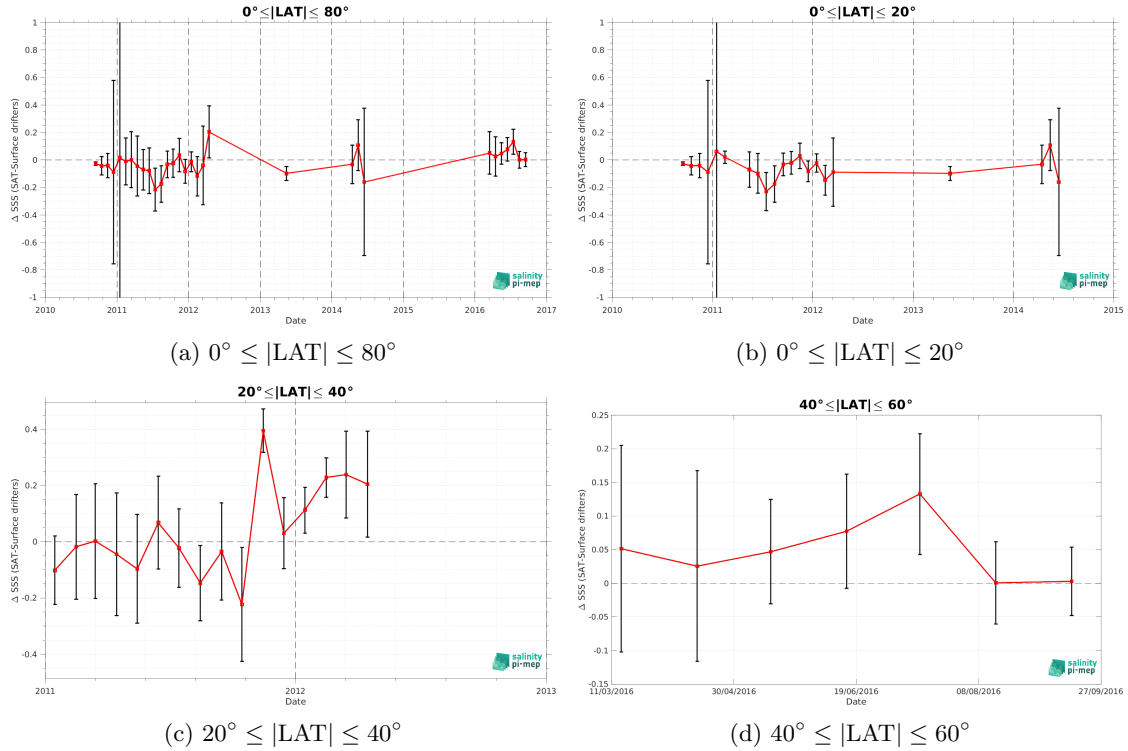 0°≤|LAT|≤ 80°
Δ SSS (SAT-Surface drifters)
1
0.8
0.6
0.4
0.2
0
-0.2
-0.4
-0.6
-0.8
-1
2010
2011
2012
2013
2014
2015
2016
2017
Date
salinity
pi-mep
(a) 0° ≤ |LAT| ≤ 80°
0°≤|LAT|≤ 20°
Δ SSS (SAT-Surface drifters)
1
0.8
0.6
0.4
0.2
0
-0.2
-0.4
-0.6
-0.8
-1
2010
2011
2012
2013
2014
2015
Date
salinity
pi-mep
(b) 0° ≤ |LAT| ≤ 20°
20°≤|LAT|≤ 40°
Δ SSS (SAT-Surface drifters)
0.4
0.2
0
-0.2
-0.4
2011
2012
2013
Date
salinity
pi-mep
(c) 20° ≤ |LAT| ≤ 40°
40°≤|LAT|≤ 60°
Δ SSS (SAT-Surface drifters)
0.25
0.2
0.15
0.1
0.05
0
-0.05
-0.1
-0.15
11/03/2016
30/04/2016
19/06/2016
08/08/2016
27/09/2016
Date
salinity
pi-mep
(d) 40° ≤ |LAT| ≤ 60°